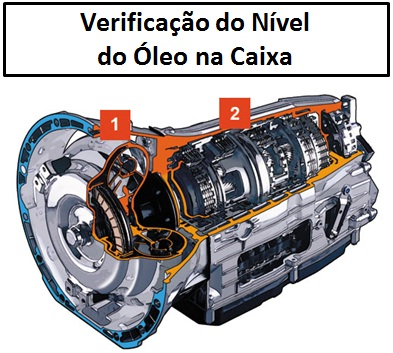 Verificação do Nível
do Óleo na Caixa
1
2